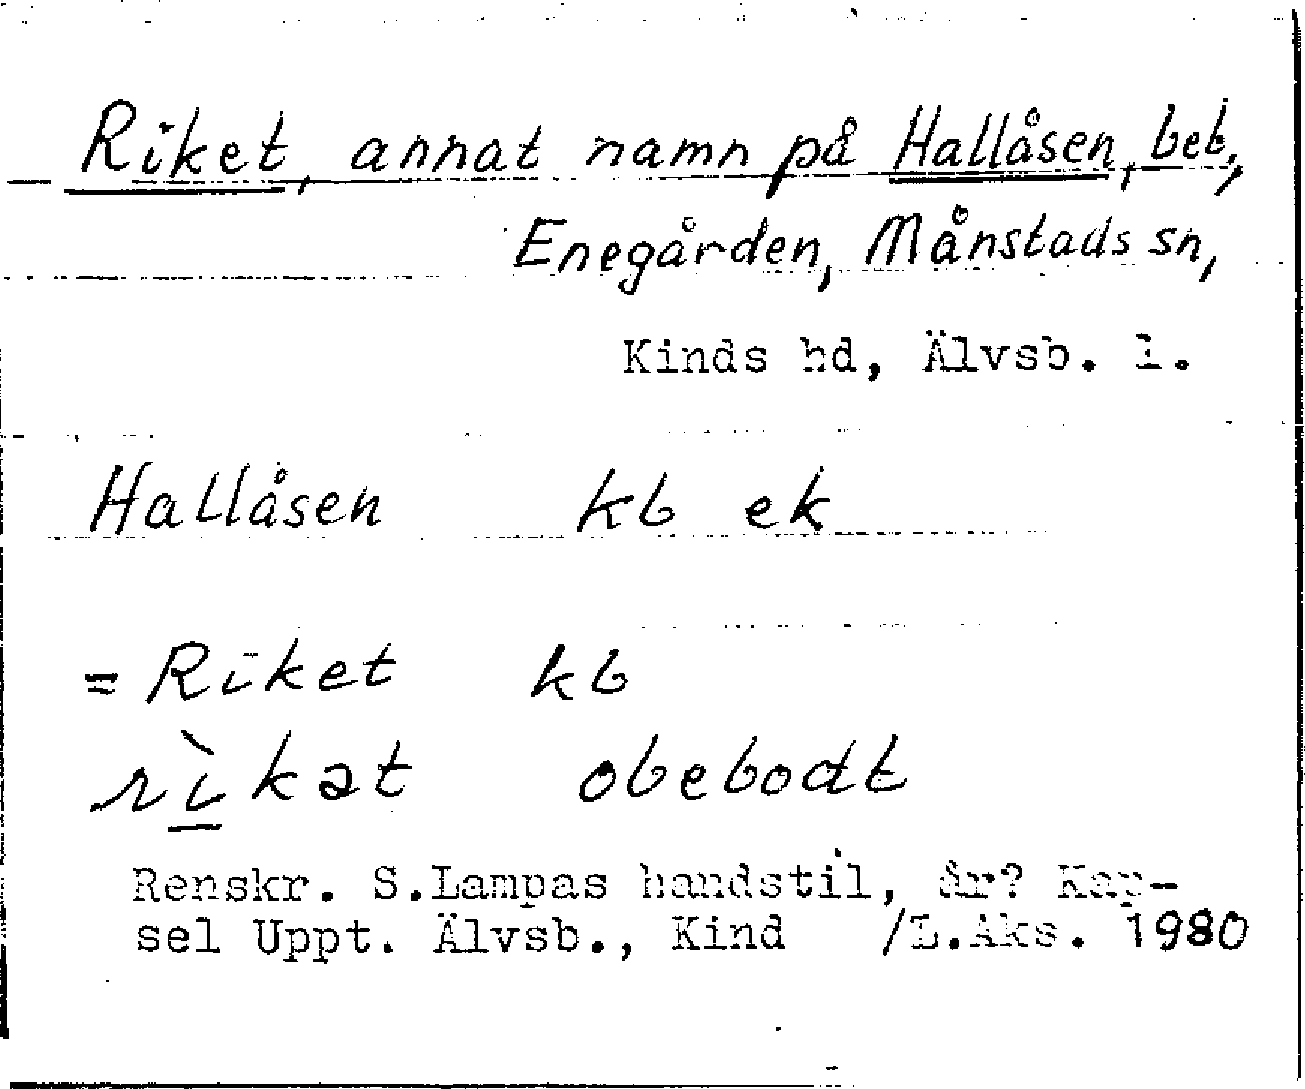 Riket, annat namn på Hallåsen, beb,
Enegården, Månstads sn,
Kinds hd, Älvsb. l.
Hallåsen kb ek
= Riket kb
rὶkət obebodt
Renskr. S.Lampas handstil, år? Kap-
sel Uppt. Älvsb., Kind /L.Aks. 1980